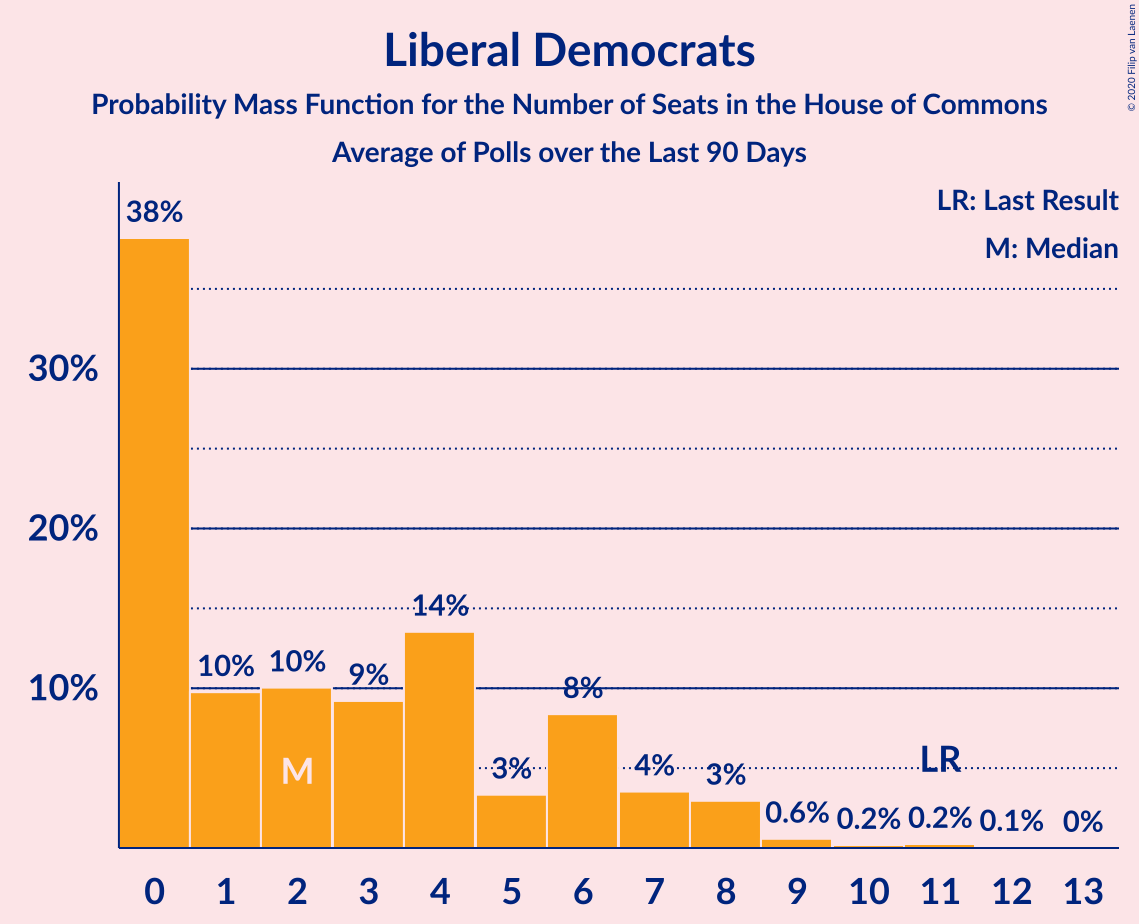 Liberal Democrats
Probability Mass Function for the Number of Seats in the House of Commons
Average of Polls over the Last 90 Days
© 2020 Filip van Laenen
LR: Last Result
M: Median
38%
30%
20%
14%
10%
10%
9%
10%
8%
M
3%
4%
3%
LR
0.6%
0.2%
0.2%
0.1%
0%
0 1 2 3 4 5 6 7 8 9 10 11 12 13